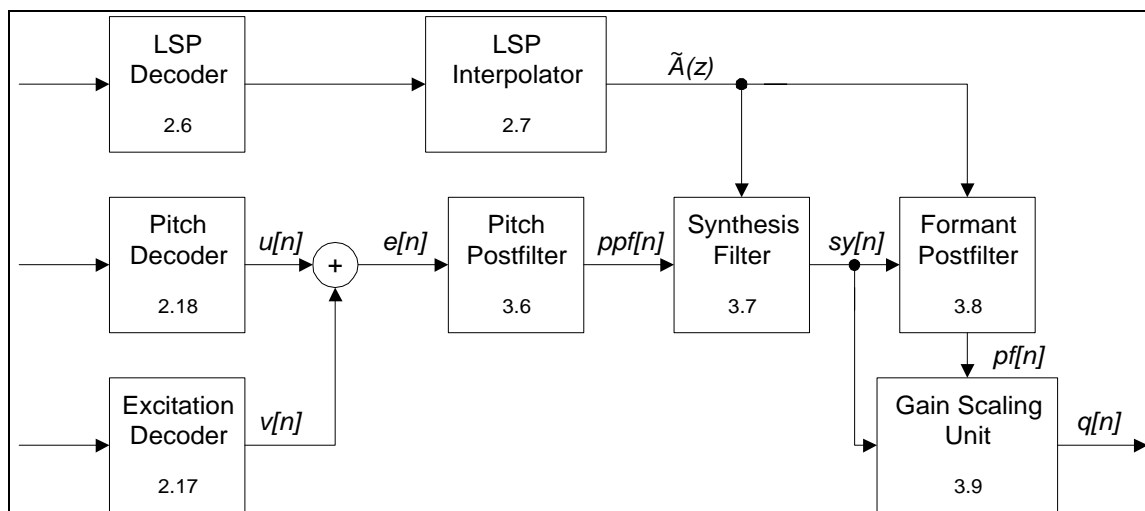 LSP
Decoder
2.6
LSP
Interpolator
2.7
Ã(z)
Pitch
Decoder
2.18
u[n]
+
e[n]
Pitch
Postfilter
3.6
ppf[n]
Synthesis
Filter
3.7
sy[n]
Formant
Postfilter
3.8
pf[n]
Excitation
Decoder
2.17
v[n]
Gain Scaling
Unit
3.9
q[n]